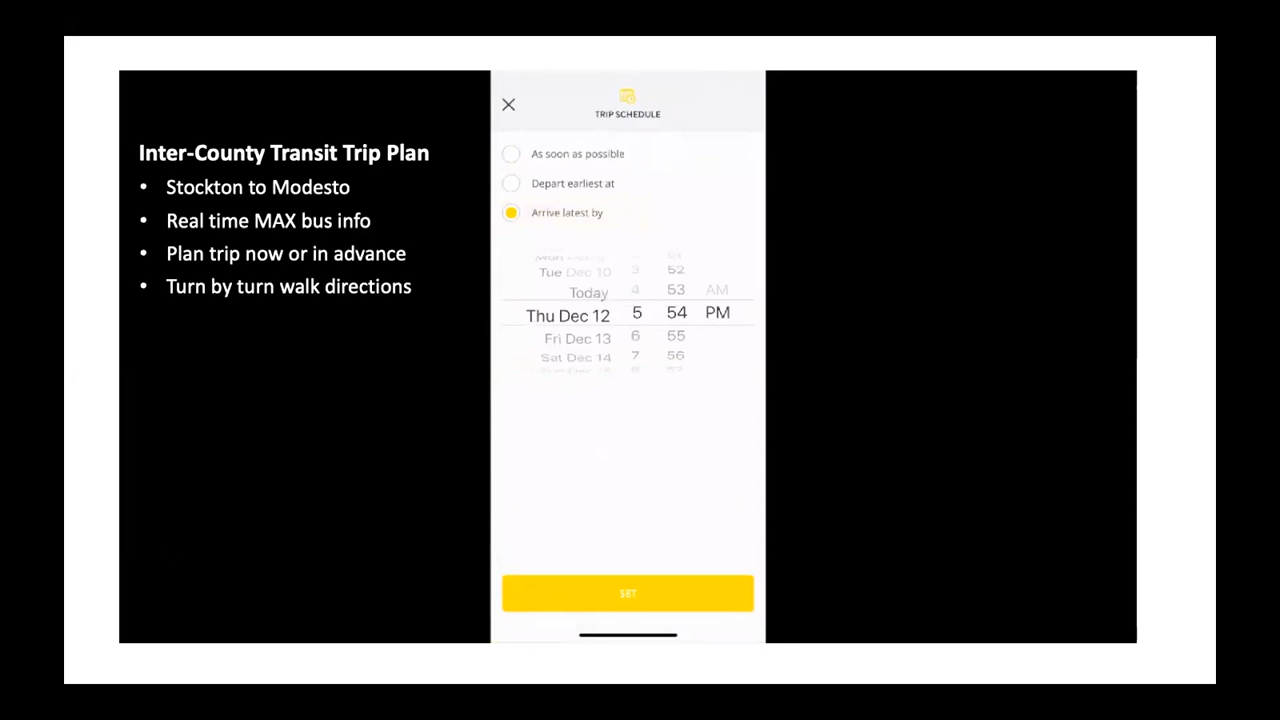 Inter-County Transit Trip Plan
• Stockton to Modesto
• Real time MAX bus info
• Plan trip now or in advance
• Turn by turn walk directions
TRIP SCHEDULE
As soon as possible
Depart earliest at
Arrive latest by
Tue Dec 10 3 52
Today 4 53 AM
Thu Dec 12 5 54 PM
Fri Dec 13 6 55
Sat Dec 14 7 56
SET